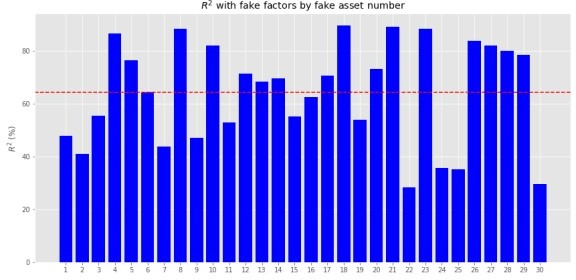 R² with fake factors by fake asset number
R² (%)
80
60
40
20
0
1 2 3 4 5 6 7 8 9 10 11 12 13 14 15 16 17 18 19 20 21 22 23 24 25 26 27 28 29 30